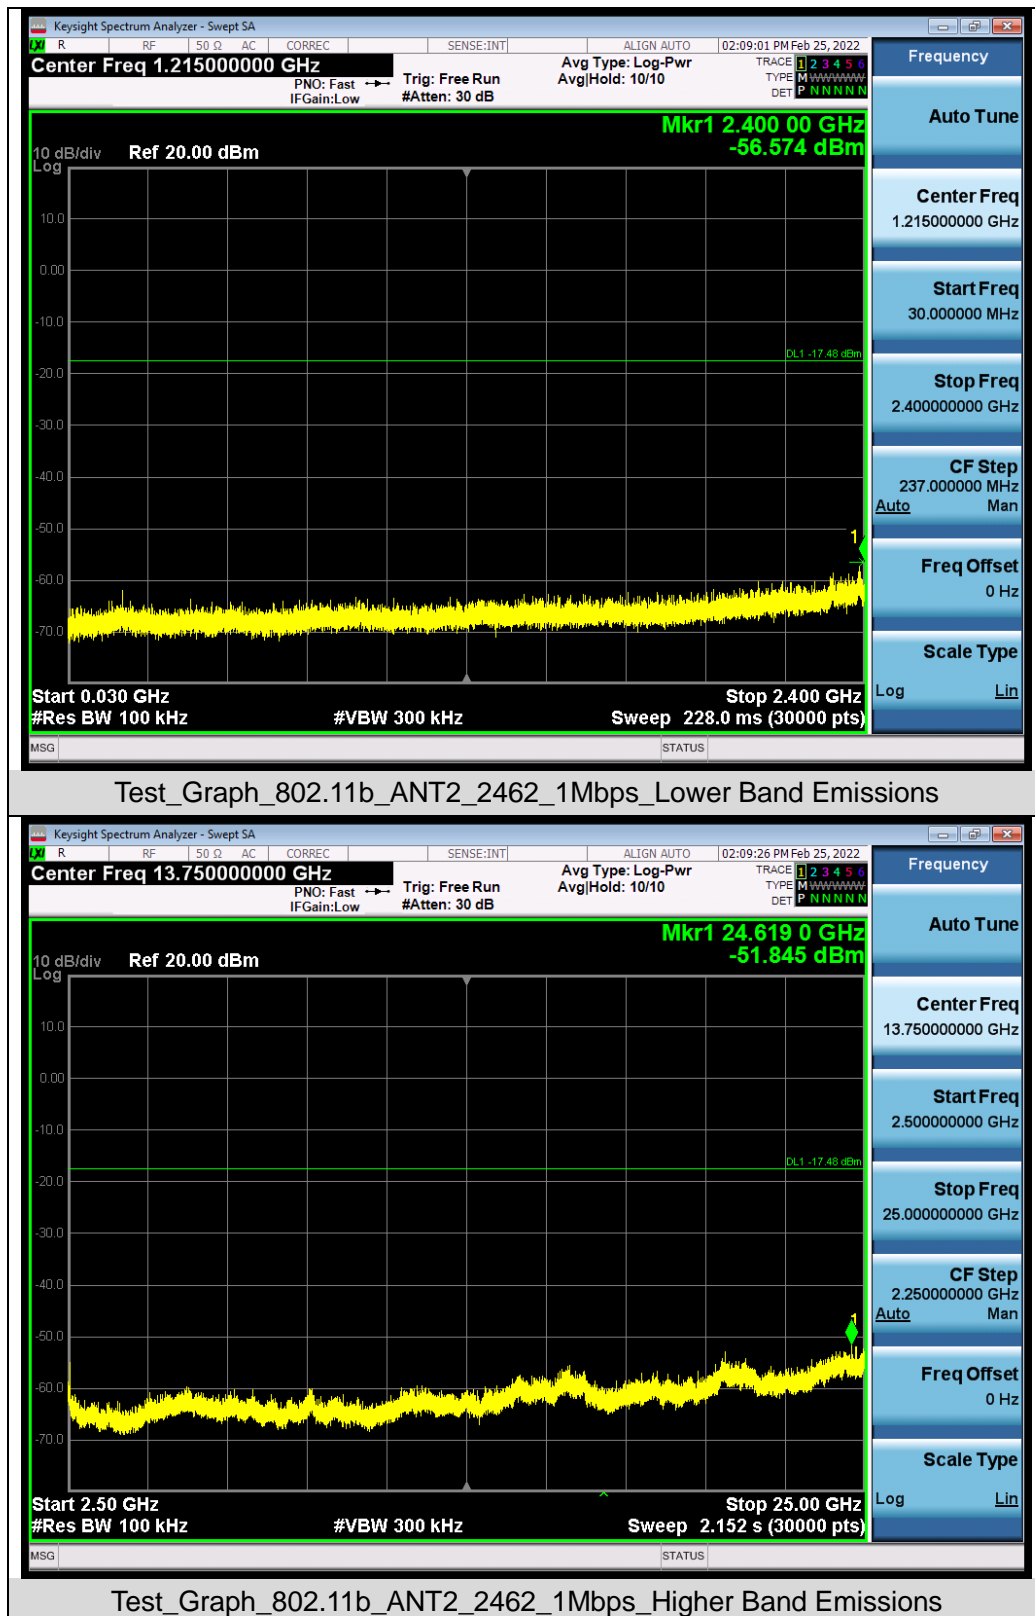 Keysight Spectrum Analyzer - Swept SA
LXI R RF 50 Ω AC CORREC SENSE:INT ALIGN AUTO 02:09:01 PM Feb 25, 2022
Center Freq 1.215000000 GHz
PNO: Fast
IFGain:Low
Trig: Free Run
#Atten: 30 dB
Avg Type: Log-Pwr
Avg|Hold: 10/10
TRACE 1 2 3 4 5 6
TYPE M WWWWW
DET P N N N N N
Mkr1 2.400 00 GHz
-56.574 dBm
10 dB/div
Log
Ref 20.00 dBm
10.0
0.00
-10.0
DL1 -17.48 dBm
-20.0
-30.0
-40.0
-50.0
1
-60.0
-70.0
Start 0.030 GHz
Stop 2.400 GHz
#Res BW 100 kHz
#VBW 300 kHz
Sweep 228.0 ms (30000 pts)
MSG
STATUS
Frequency
Auto Tune
Center Freq
1.215000000 GHz
Start Freq
30.000000 MHz
Stop Freq
2.400000000 GHz
CF Step
237.000000 MHz
Auto Man
Freq Offset
0 Hz
Scale Type
Log Lin
Test_Graph_802.11b_ANT2_2462_1Mbps_Lower Band Emissions
Keysight Spectrum Analyzer - Swept SA
LXI R RF 50 Ω AC CORREC SENSE:INT ALIGN AUTO 02:09:26 PM Feb 25, 2022
Center Freq 13.750000000 GHz
PNO: Fast
IFGain:Low
Trig: Free Run
#Atten: 30 dB
Avg Type: Log-Pwr
Avg|Hold: 10/10
TRACE 1 2 3 4 5 6
TYPE M WWWWW
DET P N N N N N
Mkr1 24.619 0 GHz
-51.845 dBm
10 dB/div
Log
Ref 20.00 dBm
10.0
0.00
-10.0
DL1 -17.48 dBm
-20.0
-30.0
-40.0
-50.0
1
-60.0
-70.0
Start 2.50 GHz
Stop 25.00 GHz
#Res BW 100 kHz
#VBW 300 kHz
Sweep 2.152 s (30000 pts)
MSG
STATUS
Frequency
Auto Tune
Center Freq
13.750000000 GHz
Start Freq
2.500000000 GHz
Stop Freq
25.000000000 GHz
CF Step
2.250000000 GHz
Auto Man
Freq Offset
0 Hz
Scale Type
Log Lin
Test_Graph_802.11b_ANT2_2462_1Mbps_Higher Band Emissions